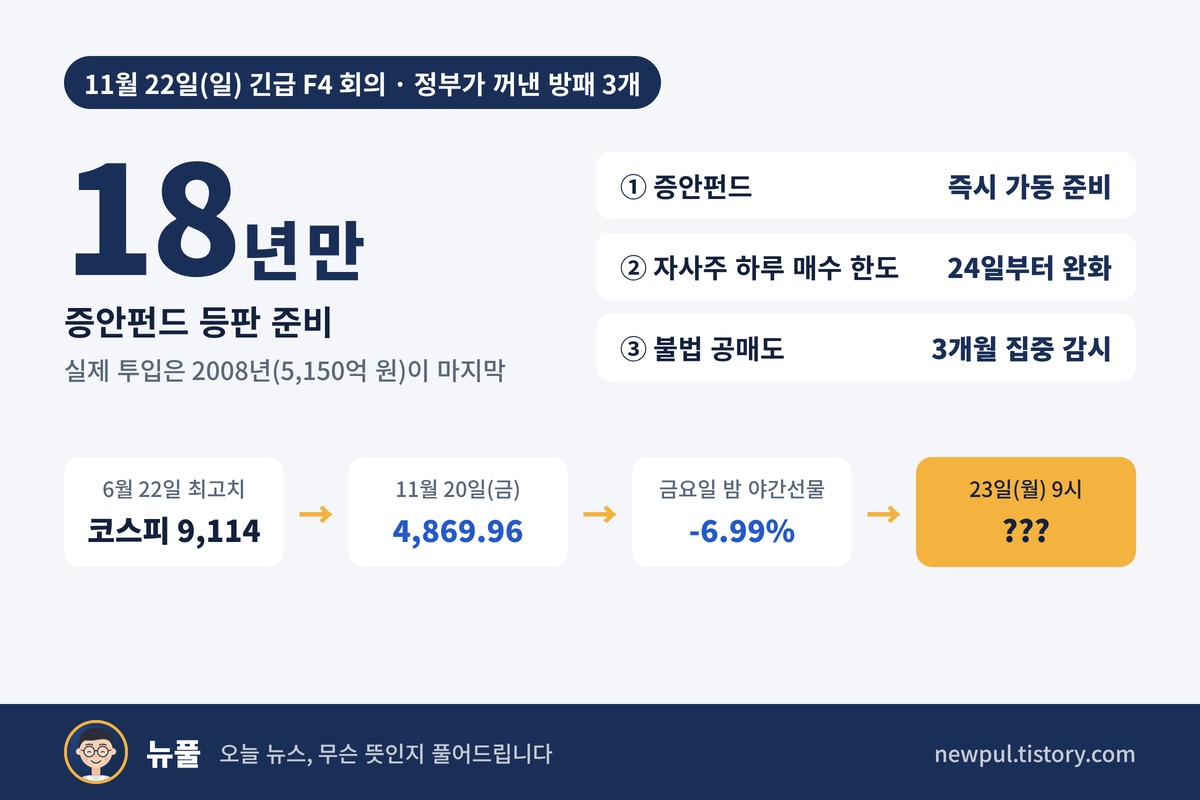 11월 22일(일) 긴급 F4 회의 · 정부가 꺼낸 방패 3개
18년 만
증안펀드 등판 준비
실제 투입은 2008년(5,150억 원)이 마지막
① 증안펀드 즉시 가동 준비
② 자사주 하루 매수 한도 24일부터 완화
③ 불법 공매도 3개월 집중 감시
6월 22일 최고치
코스피 9,114
→
11월 20일(금)
4,869.96
→
금요일 밤 야간선물
-6.99%
→
23일(월) 9시
???
뉴풀 오늘 뉴스, 무슨 뜻인지 풀어드립니다
newpul.tistory.com